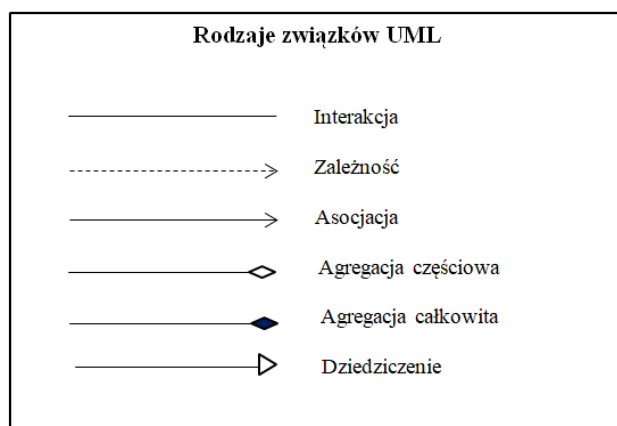 Rodzaje związków UML
Interakcja
Zależność
Asocjacja
Agregacja częściowa
Agregacja całkowita
Dziedziczenie